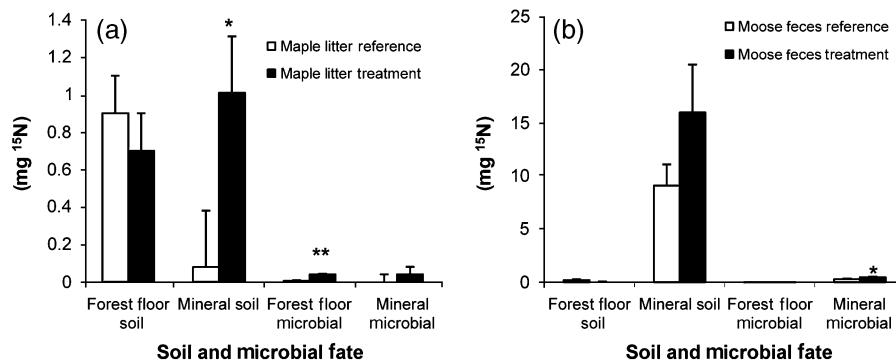 (a)
(mg 15N)
1.4
1.2
1
0.8
0.6
0.4
0.2
0
Maple litter reference
Maple litter treatment
*
**
Forest floor soil
Mineral soil
Forest floor microbial
Mineral microbial
Soil and microbial fate
(b)
(mg 15N)
25
20
15
10
5
0
Moose feces reference
Moose feces treatment
*
Forest floor soil
Mineral soil
Forest floor microbial
Mineral microbial
Soil and microbial fate